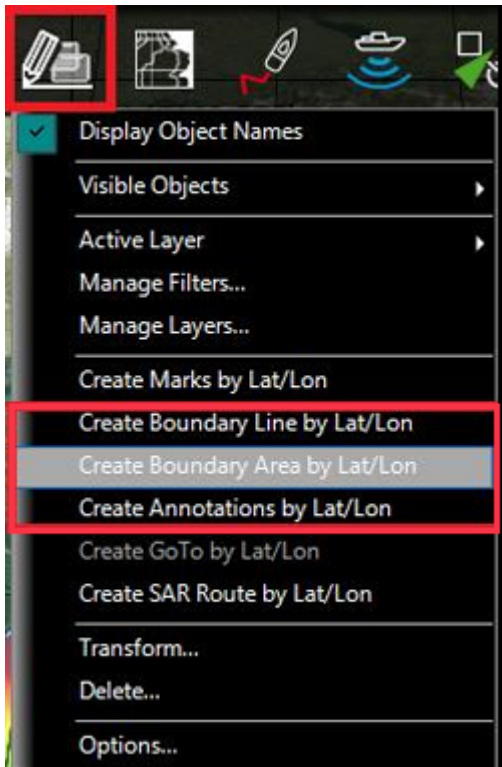 Display Object Names
Visible Objects
Active Layer
Manage Filters...
Manage Layers...
Create Marks by Lat/Lon
Create Boundary Line by Lat/Lon
Create Boundary Area by Lat/Lon
Create Annotations by Lat/Lon
Create GoTo by Lat/Lon
Create SAR Route by Lat/Lon
Transform...
Delete...
Options...